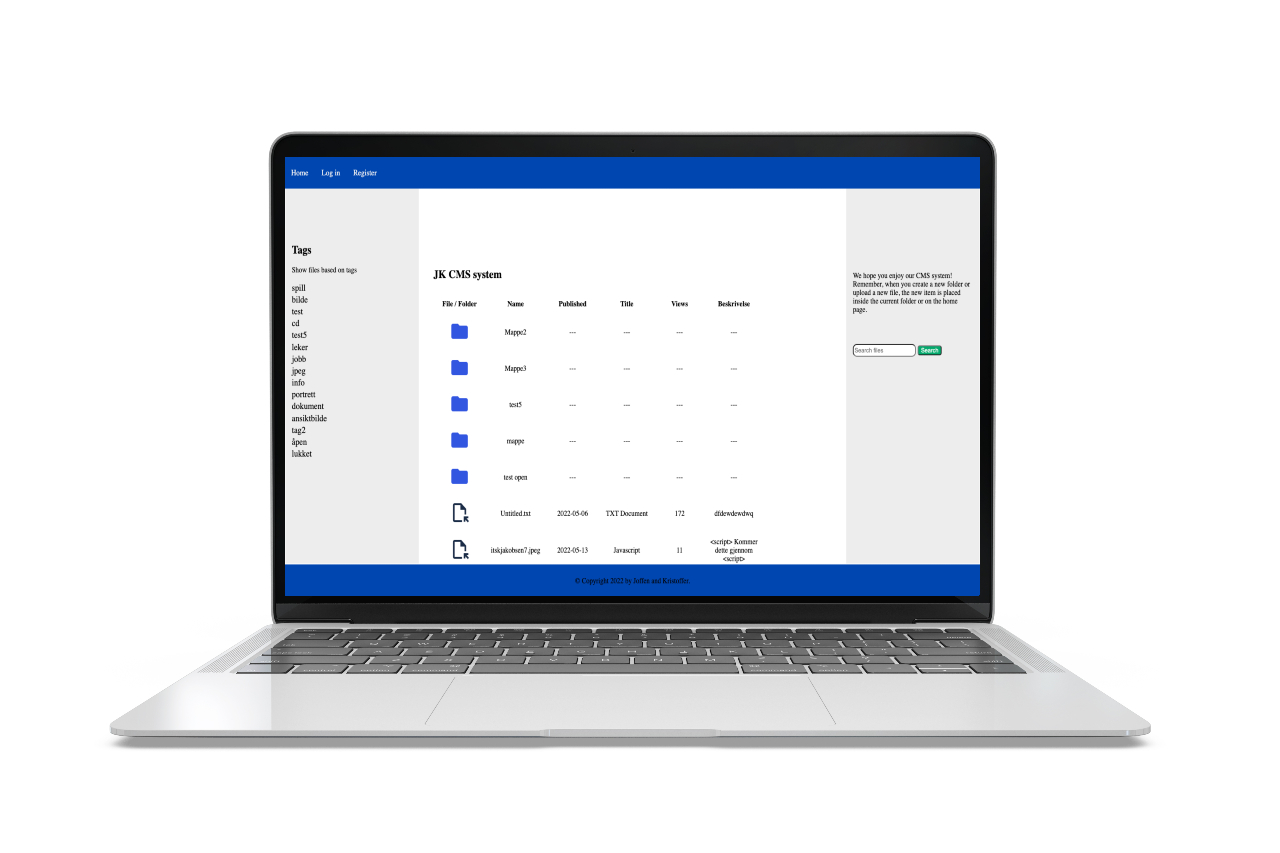 Home Log in Register
Tags
Show files based on tags
spill
bilde
test
cd
test5
leker
jobb
jpeg
info
portrett
dokument
ansiktbilde
tag2
åpen
lukket
JK CMS system
File / Folder Name Published Title Views Beskrivelse
Mappe2 --- --- --- ---
Mappe3 --- --- --- ---
test5 --- --- --- ---
mappe --- --- --- ---
test open --- --- --- ---
Untitled.txt 2022-05-06 TXT Document 172 dfdewdewdwq
itskjakobsen7.jpeg 2022-05-13 Javascript 11 <script> Kommer
dette gjennom
<script>
We hope you enjoy our CMS system!
Remember, when you create a new folder or
upload a new file, the new item is placed
inside the current folder or on the home
page.
Search files Search
© Copyright 2022 by Joffen and Kristoffer